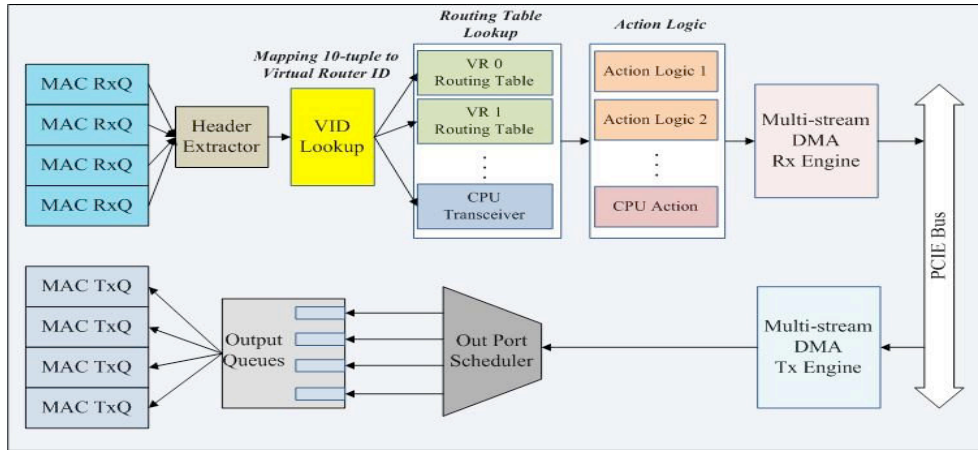 Routing Table
Lookup
Action Logic
Mapping 10-tuple to
Virtual Router ID
MAC RxQ
MAC RxQ
MAC RxQ
MAC RxQ
Header
Extractor
VID
Lookup
VR 0
Routing Table
VR 1
Routing Table
CPU
Transceiver
Action Logic 1
Action Logic 2
CPU Action
Multi-stream
DMA
Rx Engine
PCIE Bus
MAC TxQ
MAC TxQ
MAC TxQ
MAC TxQ
Output
Queues
Out Port
Scheduler
Multi-stream
DMA
Tx Engine